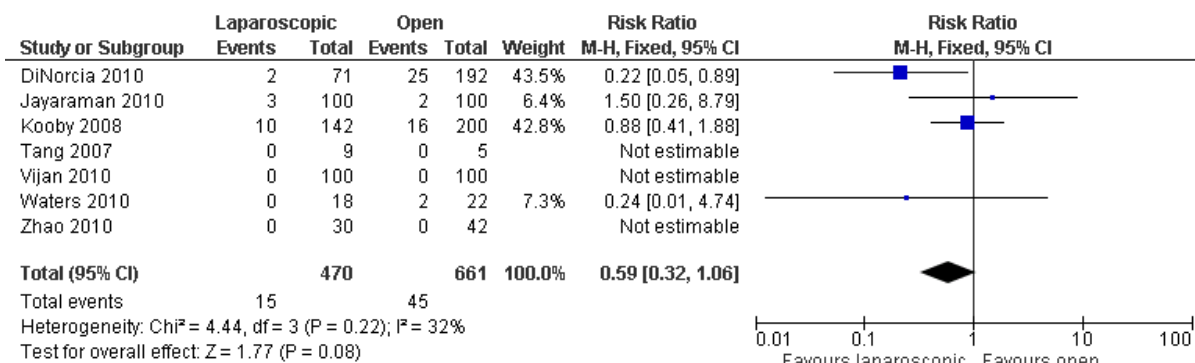 Laparoscopic Open Risk Ratio Risk Ratio
Study or Subgroup Events Total Events Total Weight M-H, Fixed, 95% CI M-H, Fixed, 95% CI
DiNorcia 2010 2 71 25 192 43.5% 0.22 [0.05, 0.89]
Jayaraman 2010 3 100 2 100 6.4% 1.50 [0.26, 8.79]
Kooby 2008 10 142 16 200 42.8% 0.88 [0.41, 1.88]
Tang 2007 0 9 0 5 Not estimable
Vijan 2010 0 100 0 100 Not estimable
Waters 2010 0 18 2 22 7.3% 0.24 [0.01, 4.74]
Zhao 2010 0 30 0 42 Not estimable
Total (95% CI) 470 661 100.0% 0.59 [0.32, 1.06]
Total events 15 45
Heterogeneity: Chi² = 4.44, df = 3 (P = 0.22); I² = 32%
Test for overall effect: Z = 1.77 (P = 0.08)
0.01 0.1 1 10 100
Favours laparoscopic Favours open